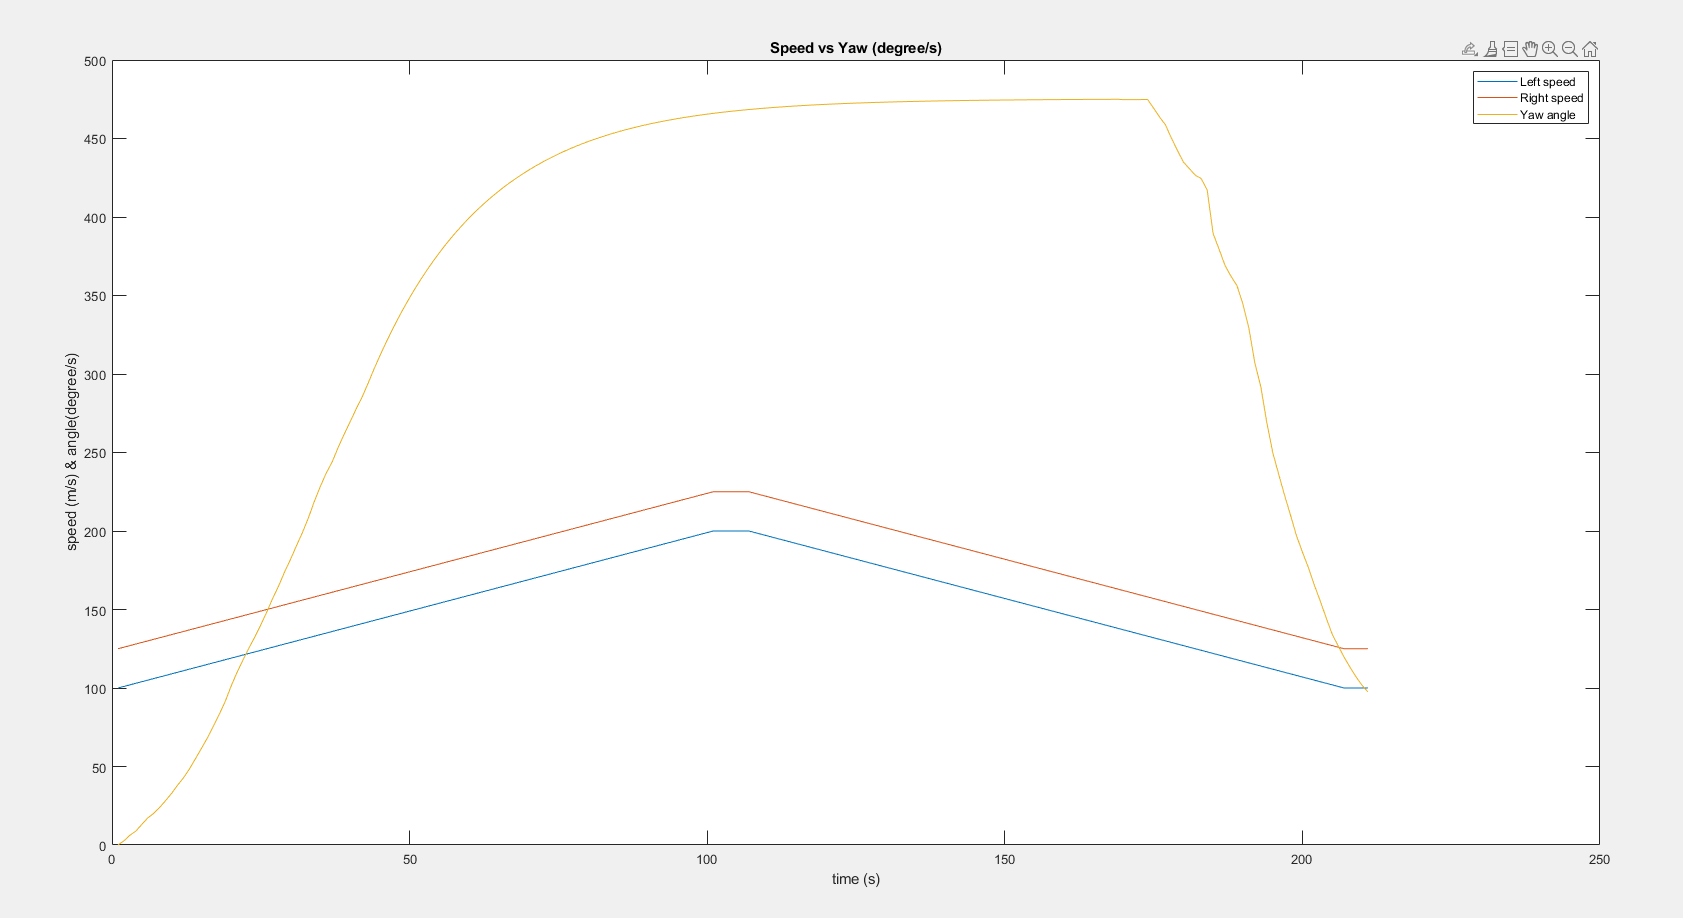 Speed vs Yaw (degree/s)
Left speed
Right speed
Yaw angle
500
450
400
350
300
250
200
150
100
50
0
speed (m/s) & angle(degree/s)
0 50 100 150 200 250
time (s)